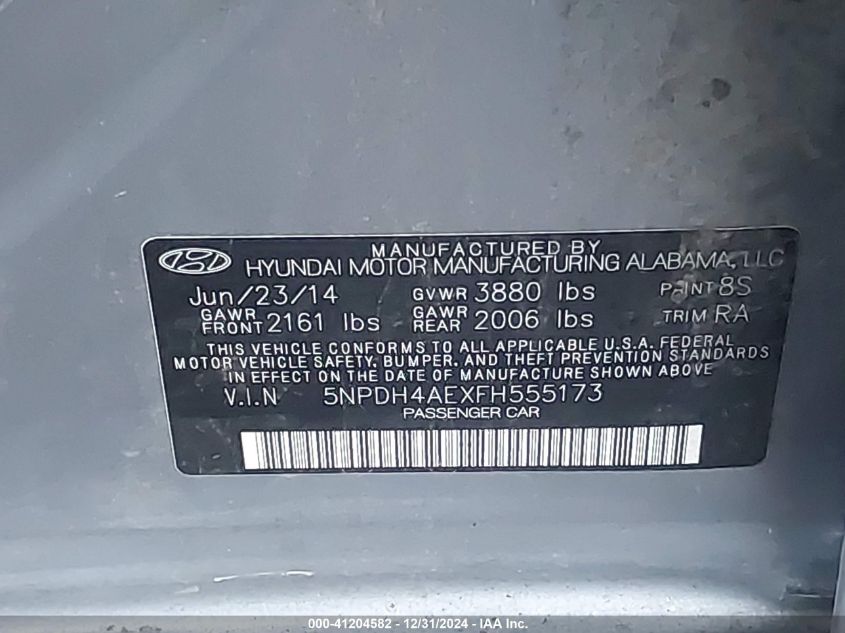 MANUFACTURED BY
HYUNDAI MOTOR MANUFACTURING ALABAMA, LLC
Jun/23/14 GVWR 3880 lbs PAINT 8S
GAWR FRONT 2161 lbs GAWR REAR 2006 lbs TRIM RA
THIS VEHICLE CONFORMS TO ALL APPLICABLE U.S.A. FEDERAL
MOTOR VEHICLE SAFETY, BUMPER, AND THEFT PREVENTION STANDARDS
IN EFFECT ON THE DATE OF MANUFACTURE SHOWN ABOVE
V.I.N 5NPDH4AEXFH555173
PASSENGER CAR
000-41204582 - 12/31/2024 - IAA Inc.